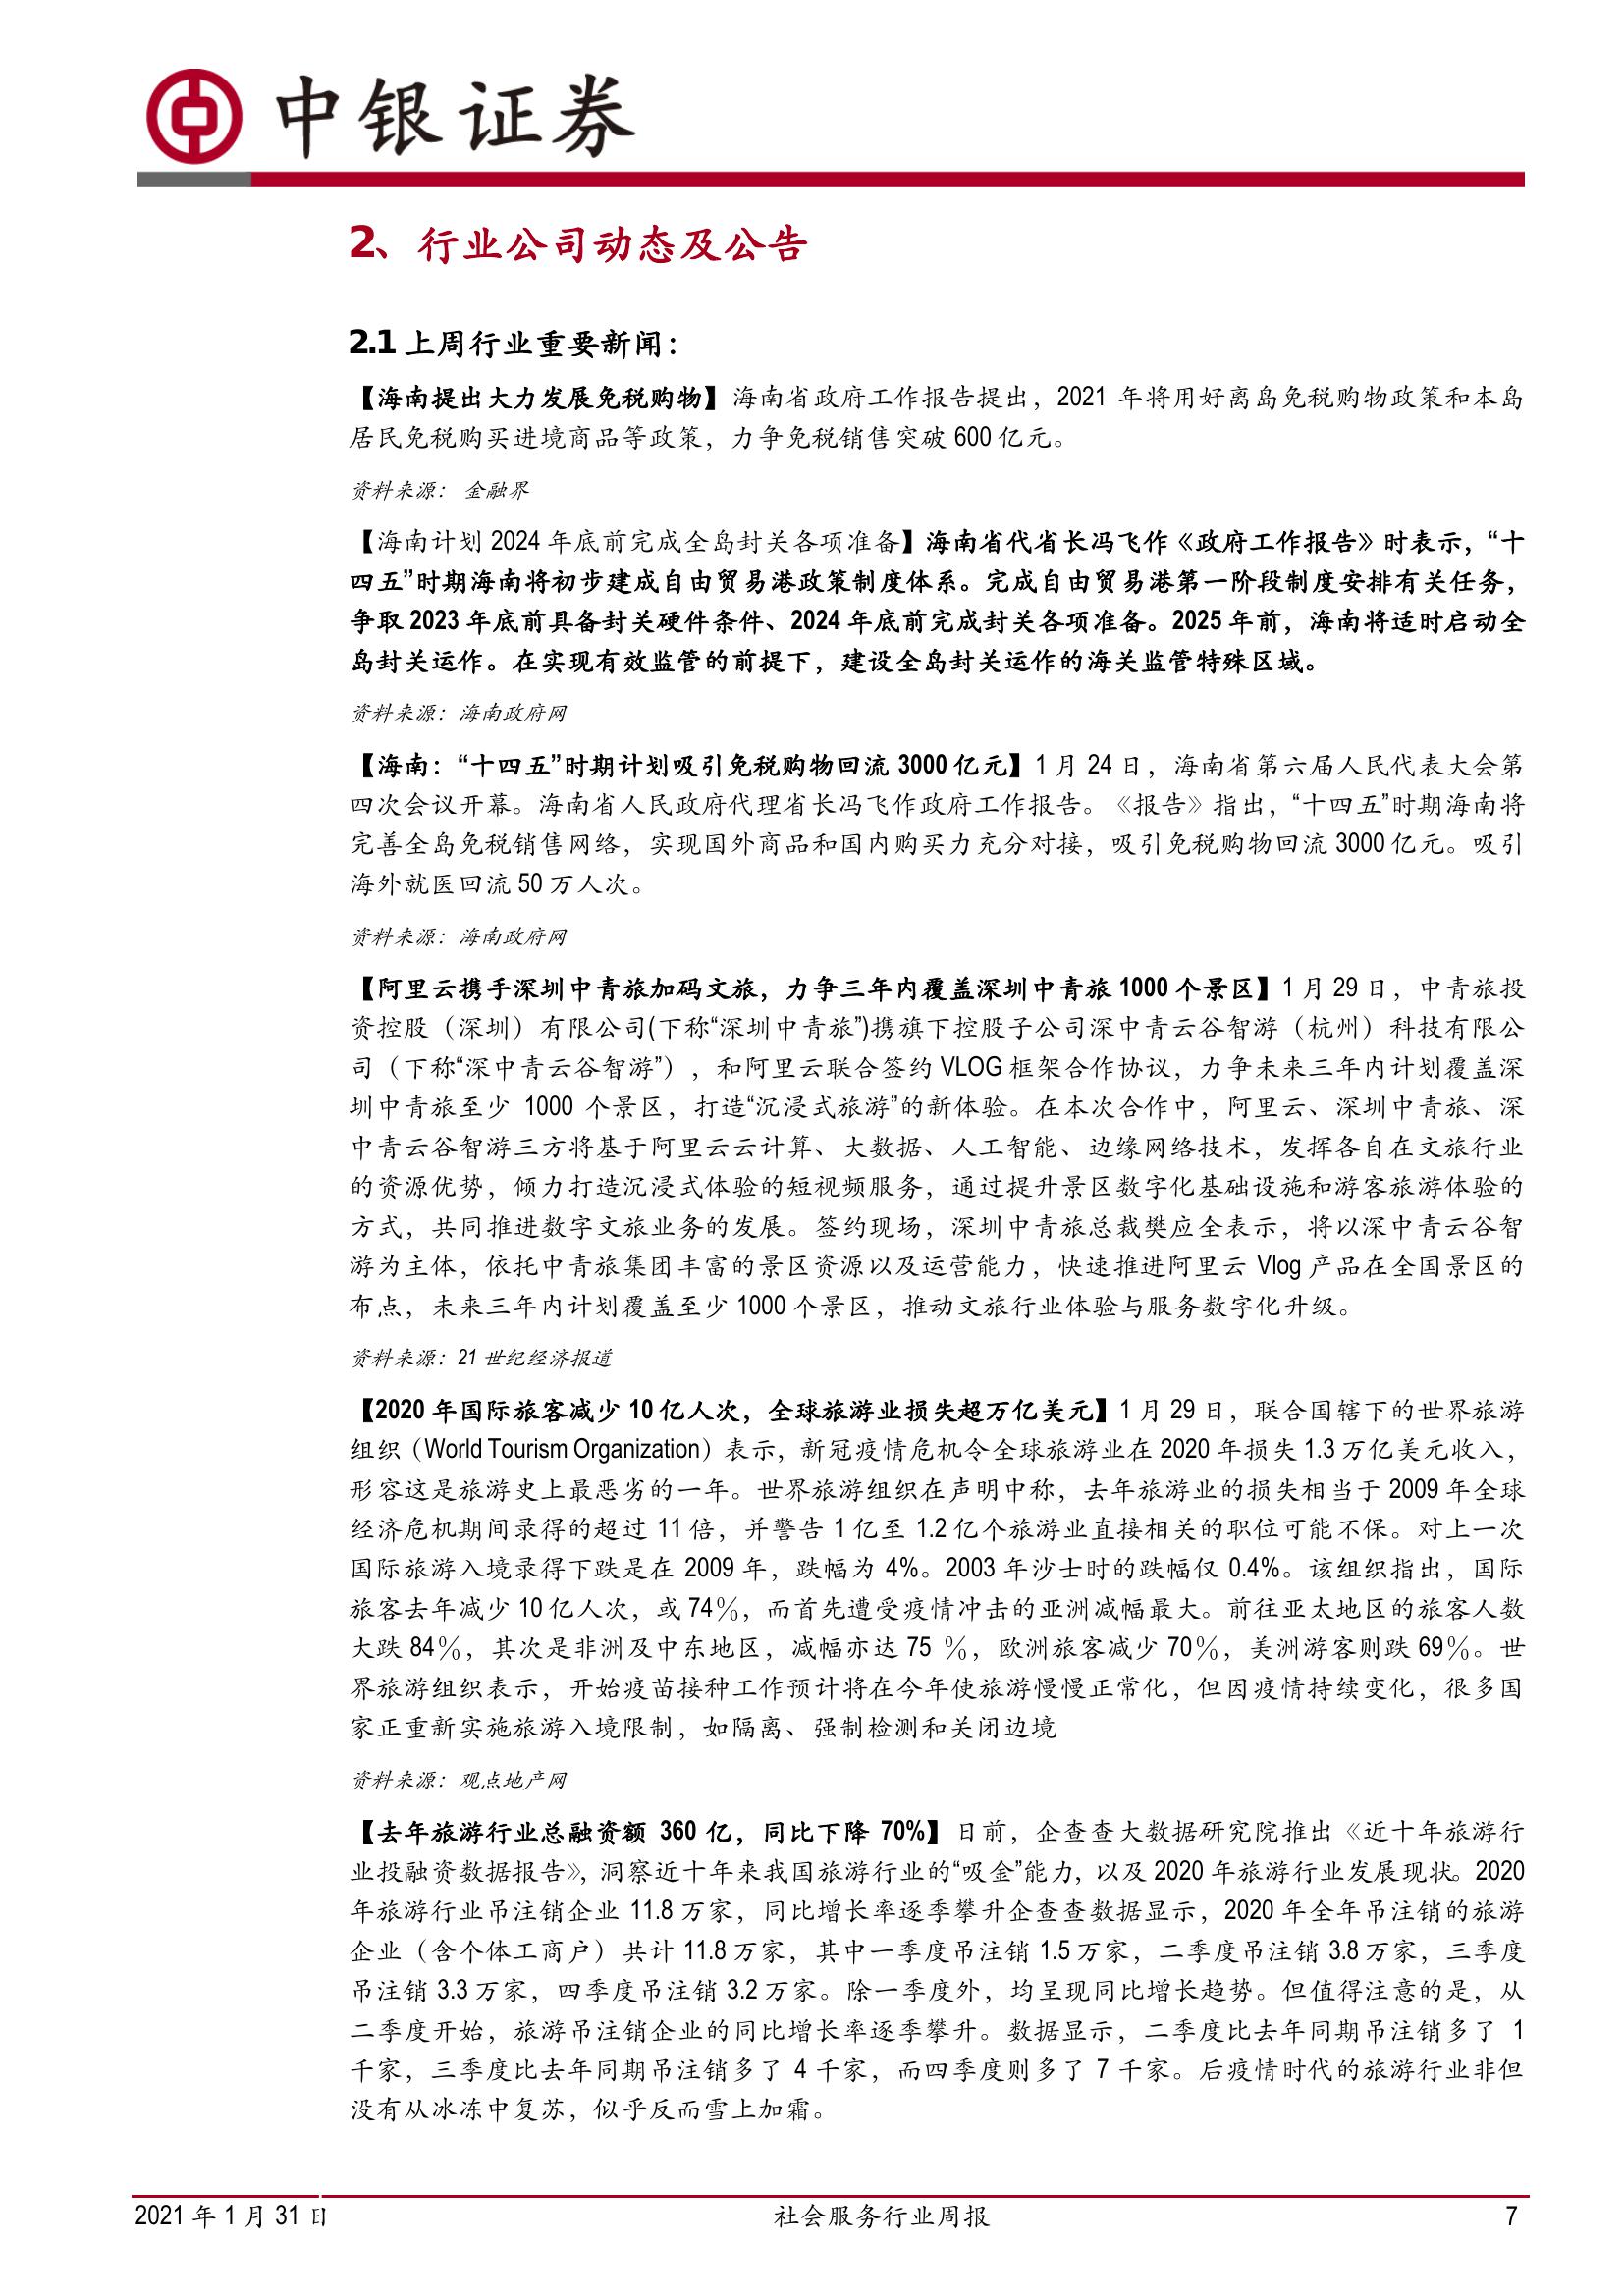 中银证券
2、行业公司动态及公告
2.1 上周行业重要新闻：
【海南提出大力发展免税购物】海南省政府工作报告提出，2021 年将用好离岛免税购物政策和本岛
居民免税购买进境商品等政策，力争免税销售突破 600 亿元。
资料来源： 金融界
【海南计划 2024 年底前完成全岛封关各项准备】海南省代省长冯飞作《政府工作报告》时表示，“十
四五”时期海南将初步建成自由贸易港政策制度体系。完成自由贸易港第一阶段制度安排有关任务，
争取 2023 年底前具备封关硬件条件、2024 年底前完成封关各项准备。2025 年前，海南将适时启动全
岛封关运作。在实现有效监管的前提下，建设全岛封关运作的海关监管特殊区域。
资料来源：海南政府网
【海南：“十四五”时期计划吸引免税购物回流 3000 亿元】1 月 24 日，海南省第六届人民代表大会第
四次会议开幕。海南省人民政府代理省长冯飞作政府工作报告。《报告》指出，“十四五”时期海南将
完善全岛免税销售网络，实现国外商品和国内购买力充分对接，吸引免税购物回流 3000 亿元。吸引
海外就医回流 50 万人次。
资料来源：海南政府网
【阿里云携手深圳中青旅加码文旅，力争三年内覆盖深圳中青旅 1000 个景区】1 月 29 日，中青旅投
资控股（深圳）有限公司(下称“深圳中青旅”)携旗下控股子公司深中青云谷智游（杭州）科技有限公
司（下称“深中青云谷智游”），和阿里云联合签约 VLOG 框架合作协议，力争未来三年内计划覆盖深
圳中青旅至少 1000 个景区，打造“沉浸式旅游”的新体验。在本次合作中，阿里云、深圳中青旅、深
中青云谷智游三方将基于阿里云云计算、大数据、人工智能、边缘网络技术，发挥各自在文旅行业
的资源优势，倾力打造沉浸式体验的短视频服务，通过提升景区数字化基础设施和游客旅游体验的
方式，共同推进数字文旅业务的发展。签约现场，深圳中青旅总裁樊应全表示，将以深中青云谷智
游为主体，依托中青旅集团丰富的景区资源以及运营能力，快速推进阿里云 Vlog 产品在全国景区的
布点，未来三年内计划覆盖至少 1000 个景区，推动文旅行业体验与服务数字化升级。
资料来源：21 世纪经济报道
【2020 年国际旅客减少 10 亿人次，全球旅游业损失超万亿美元】1 月 29 日，联合国辖下的世界旅游
组织（World Tourism Organization）表示，新冠疫情危机令全球旅游业在 2020 年损失 1.3 万亿美元收入，
形容这是旅游史上最恶劣的一年。世界旅游组织在声明中称，去年旅游业的损失相当于 2009 年全球
经济危机期间录得的超过 11 倍，并警告 1 亿至 1.2 亿个旅游业直接相关的职位可能不保。对上一次
国际旅游入境录得下跌是在 2009 年，跌幅为 4%。2003 年沙士时的跌幅仅 0.4%。该组织指出，国际
旅客去年减少 10 亿人次，或 74％，而首先遭受疫情冲击的亚洲减幅最大。前往亚太地区的旅客人数
大跌 84％，其次是非洲及中东地区，减幅亦达 75 ％，欧洲旅客减少 70％，美洲游客则跌 69％。世
界旅游组织表示，开始疫苗接种工作预计将在今年使旅游慢慢正常化，但因疫情持续变化，很多国
家正重新实施旅游入境限制，如隔离、强制检测和关闭边境
资料来源：观点地产网
【去年旅游行业总融资额 360 亿，同比下降 70%】日前，企查查大数据研究院推出《近十年旅游行
业投融资数据报告》，洞察近十年来我国旅游行业的“吸金”能力，以及 2020 年旅游行业发展现状。2020
年旅游行业吊注销企业 11.8 万家，同比增长率逐季攀升企查查数据显示，2020 年全年吊注销的旅游
企业（含个体工商户）共计 11.8 万家，其中一季度吊注销 1.5 万家，二季度吊注销 3.8 万家，三季度
吊注销 3.3 万家，四季度吊注销 3.2 万家。除一季度外，均呈现同比增长趋势。但值得注意的是，从
二季度开始，旅游吊注销企业的同比增长率逐季攀升。数据显示，二季度比去年同期吊注销多了 1
千家，三季度比去年同期吊注销多了 4 千家，而四季度则多了 7 千家。后疫情时代的旅游行业非但
没有从冰冻中复苏，似乎反而雪上加霜。
2021 年 1 月 31 日 社会服务行业周报 7